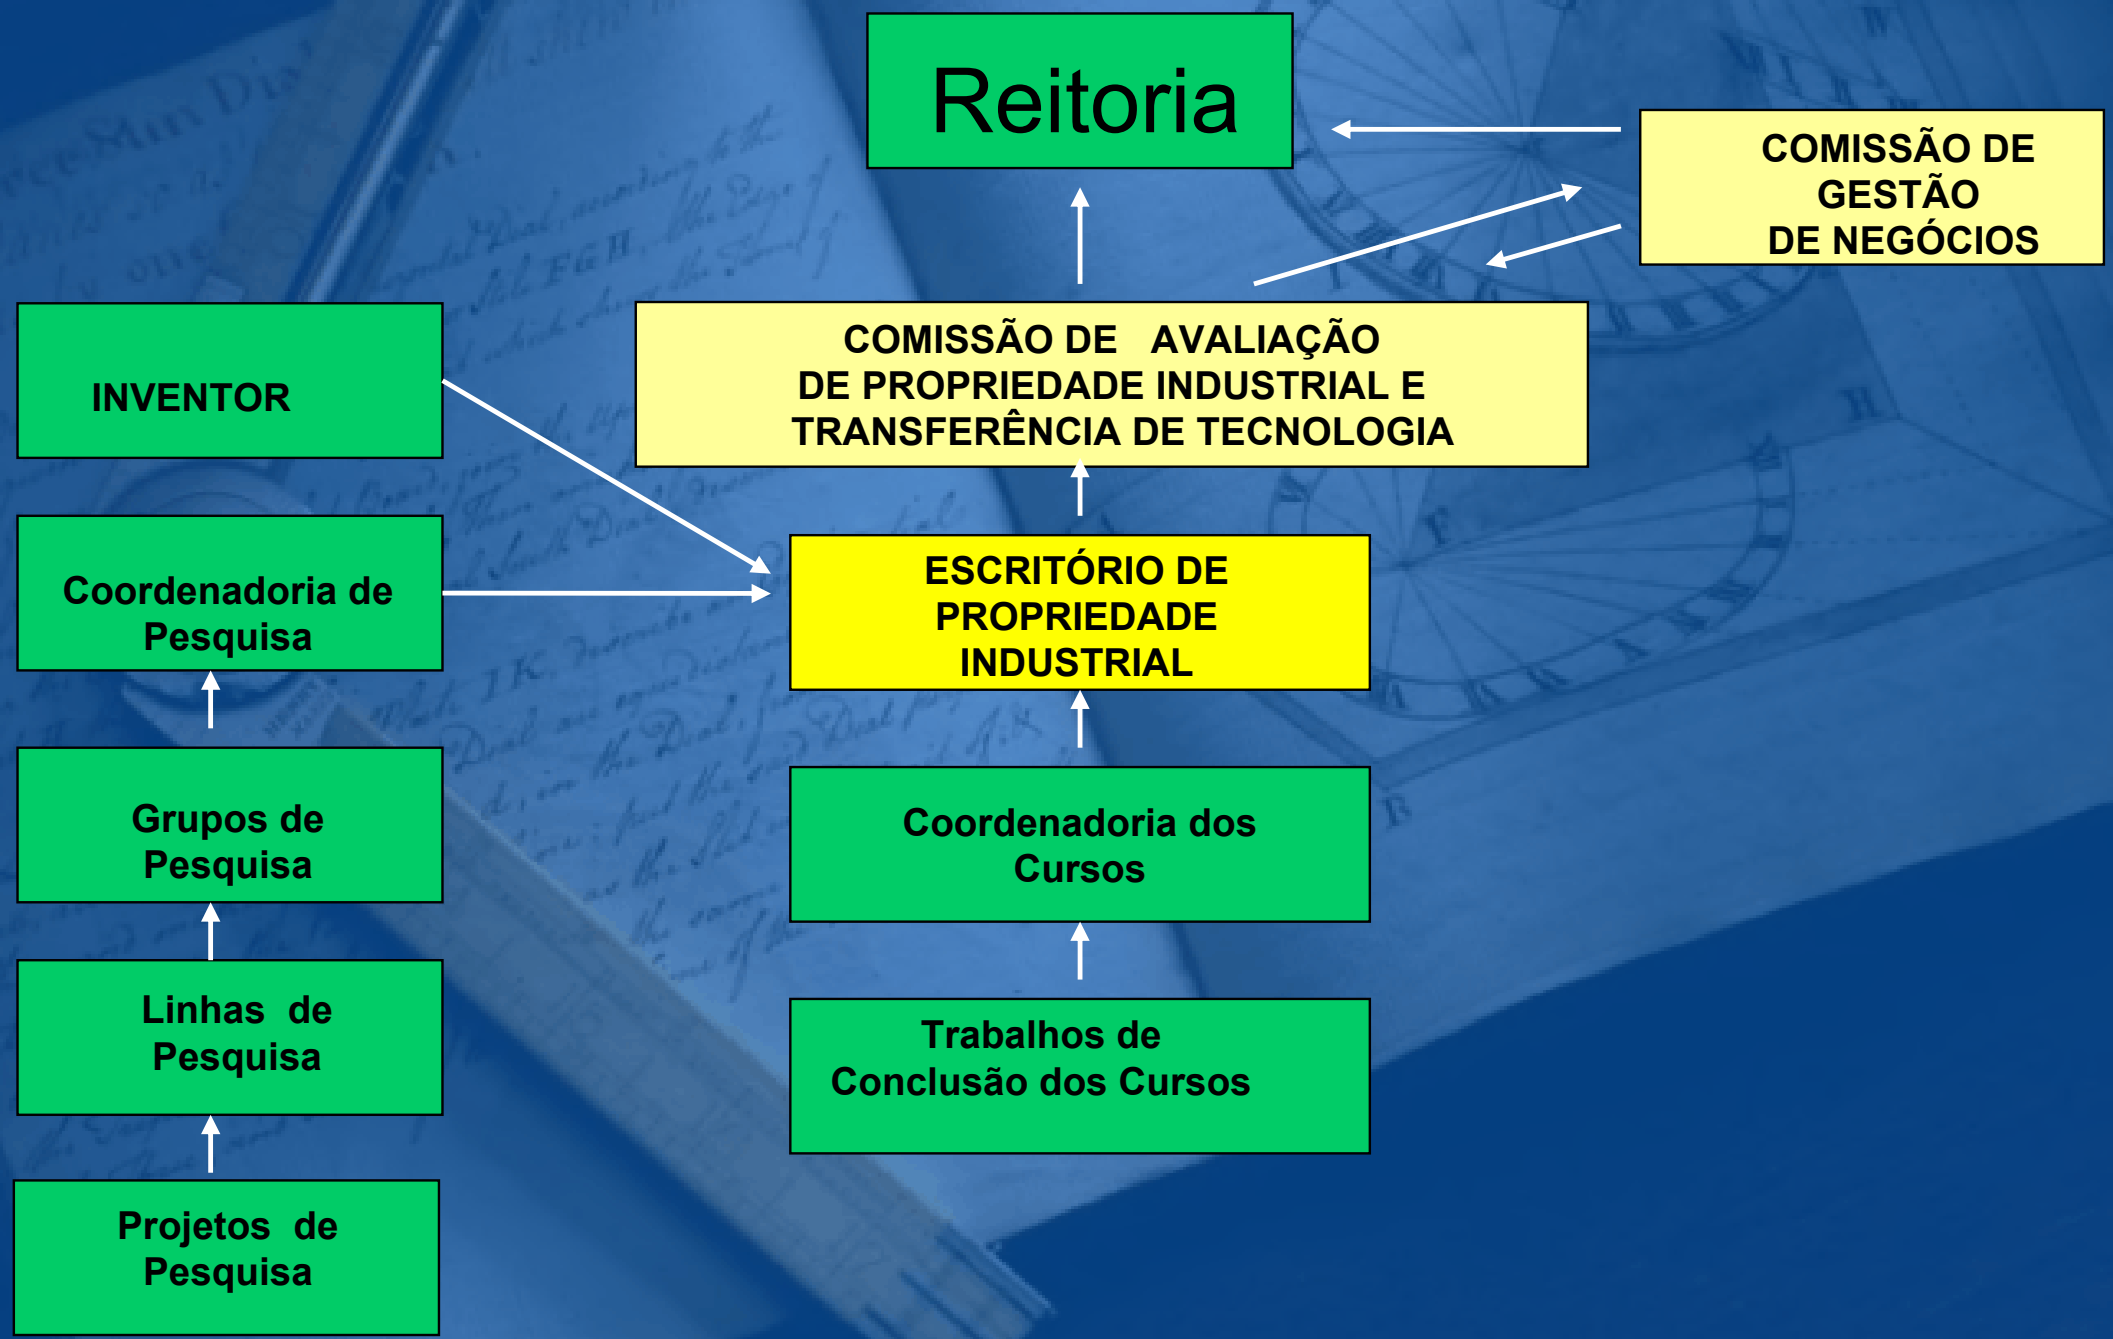 Reitoria
COMISSÃO DE
GESTÃO
DE NEGÓCIOS
INVENTOR
COMISSÃO DE AVALIAÇÃO
DE PROPRIEDADE INDUSTRIAL E
TRANSFERÊNCIA DE TECNOLOGIA
Coordenadoria de
Pesquisa
ESCRITÓRIO DE
PROPRIEDADE
INDUSTRIAL
Grupos de
Pesquisa
Coordenadoria dos
Cursos
Linhas de
Pesquisa
Trabalhos de
Conclusão dos Cursos
Projetos de
Pesquisa